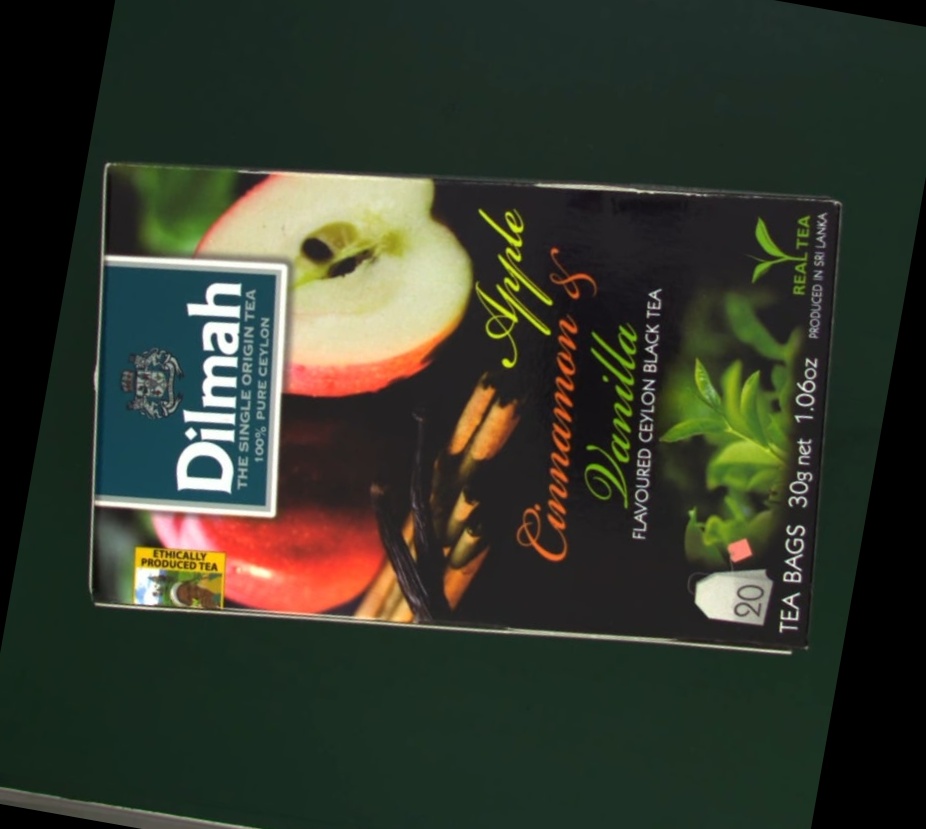 Dilmah
THE SINGLE ORIGIN TEA
100% PURE CEYLON
ETHICALLY
PRODUCED TEA
Apple
Cinnamon &
Vanilla
FLAVOURED CEYLON BLACK TEA
REAL TEA
PRODUCED IN SRI LANKA
20
TEA BAGS 30g net 1.06oz